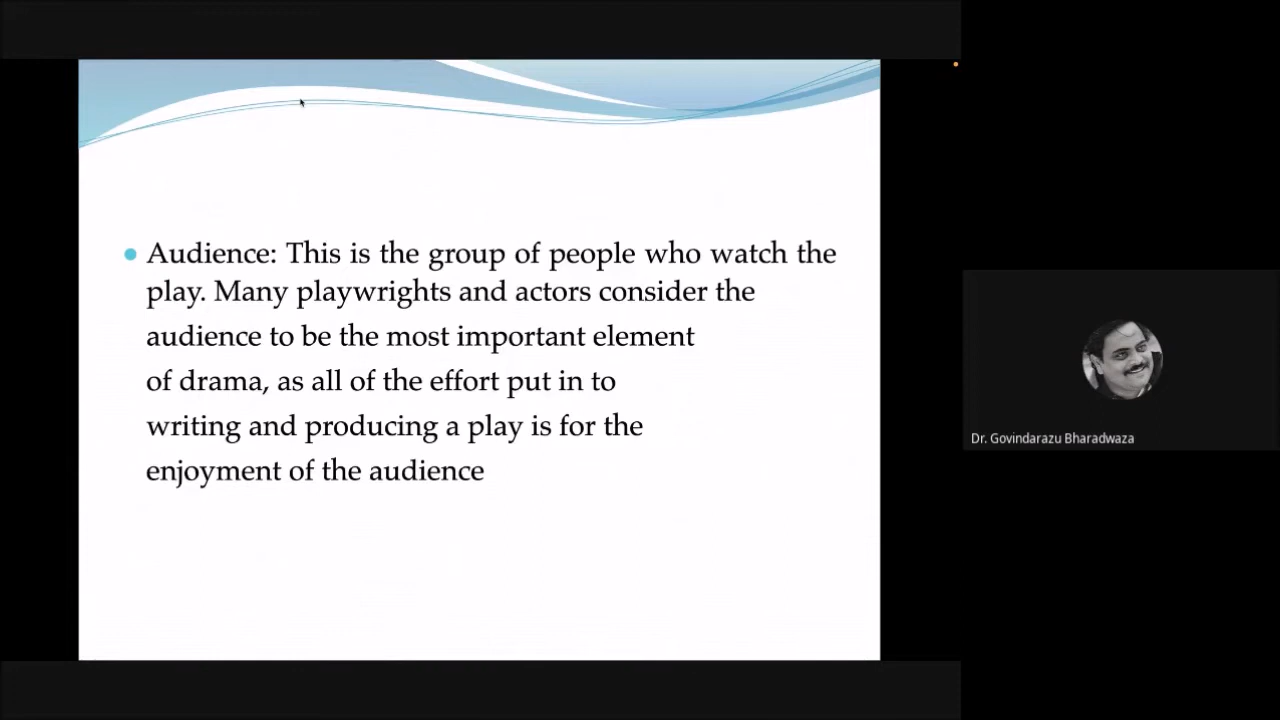 Audience: This is the group of people who watch the
play. Many playwrights and actors consider the
audience to be the most important element
of drama, as all of the effort put in to
writing and producing a play is for the
enjoyment of the audience
Dr. Govindarazu Bharadwaza